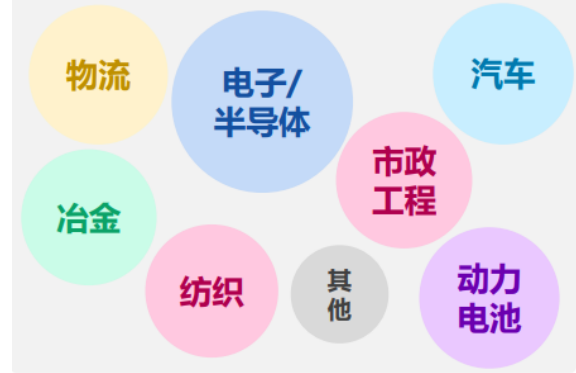 物流
电子/
半导体
汽车
市政
工程
冶金
纺织
其
他
动力
电池